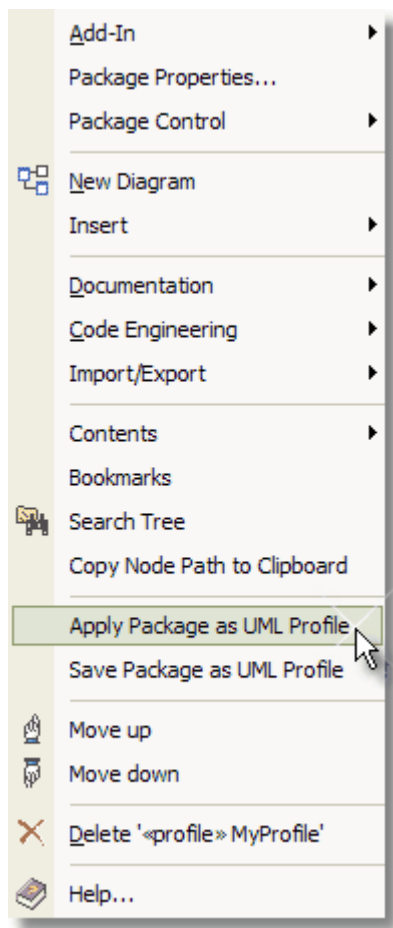 Add-In
Package Properties...
Package Control
New Diagram
Insert
Documentation
Code Engineering
Import/Export
Contents
Bookmarks
Search Tree
Copy Node Path to Clipboard
Apply Package as UML Profile
Save Package as UML Profile
Move up
Move down
Delete '«profile» MyProfile'
Help...